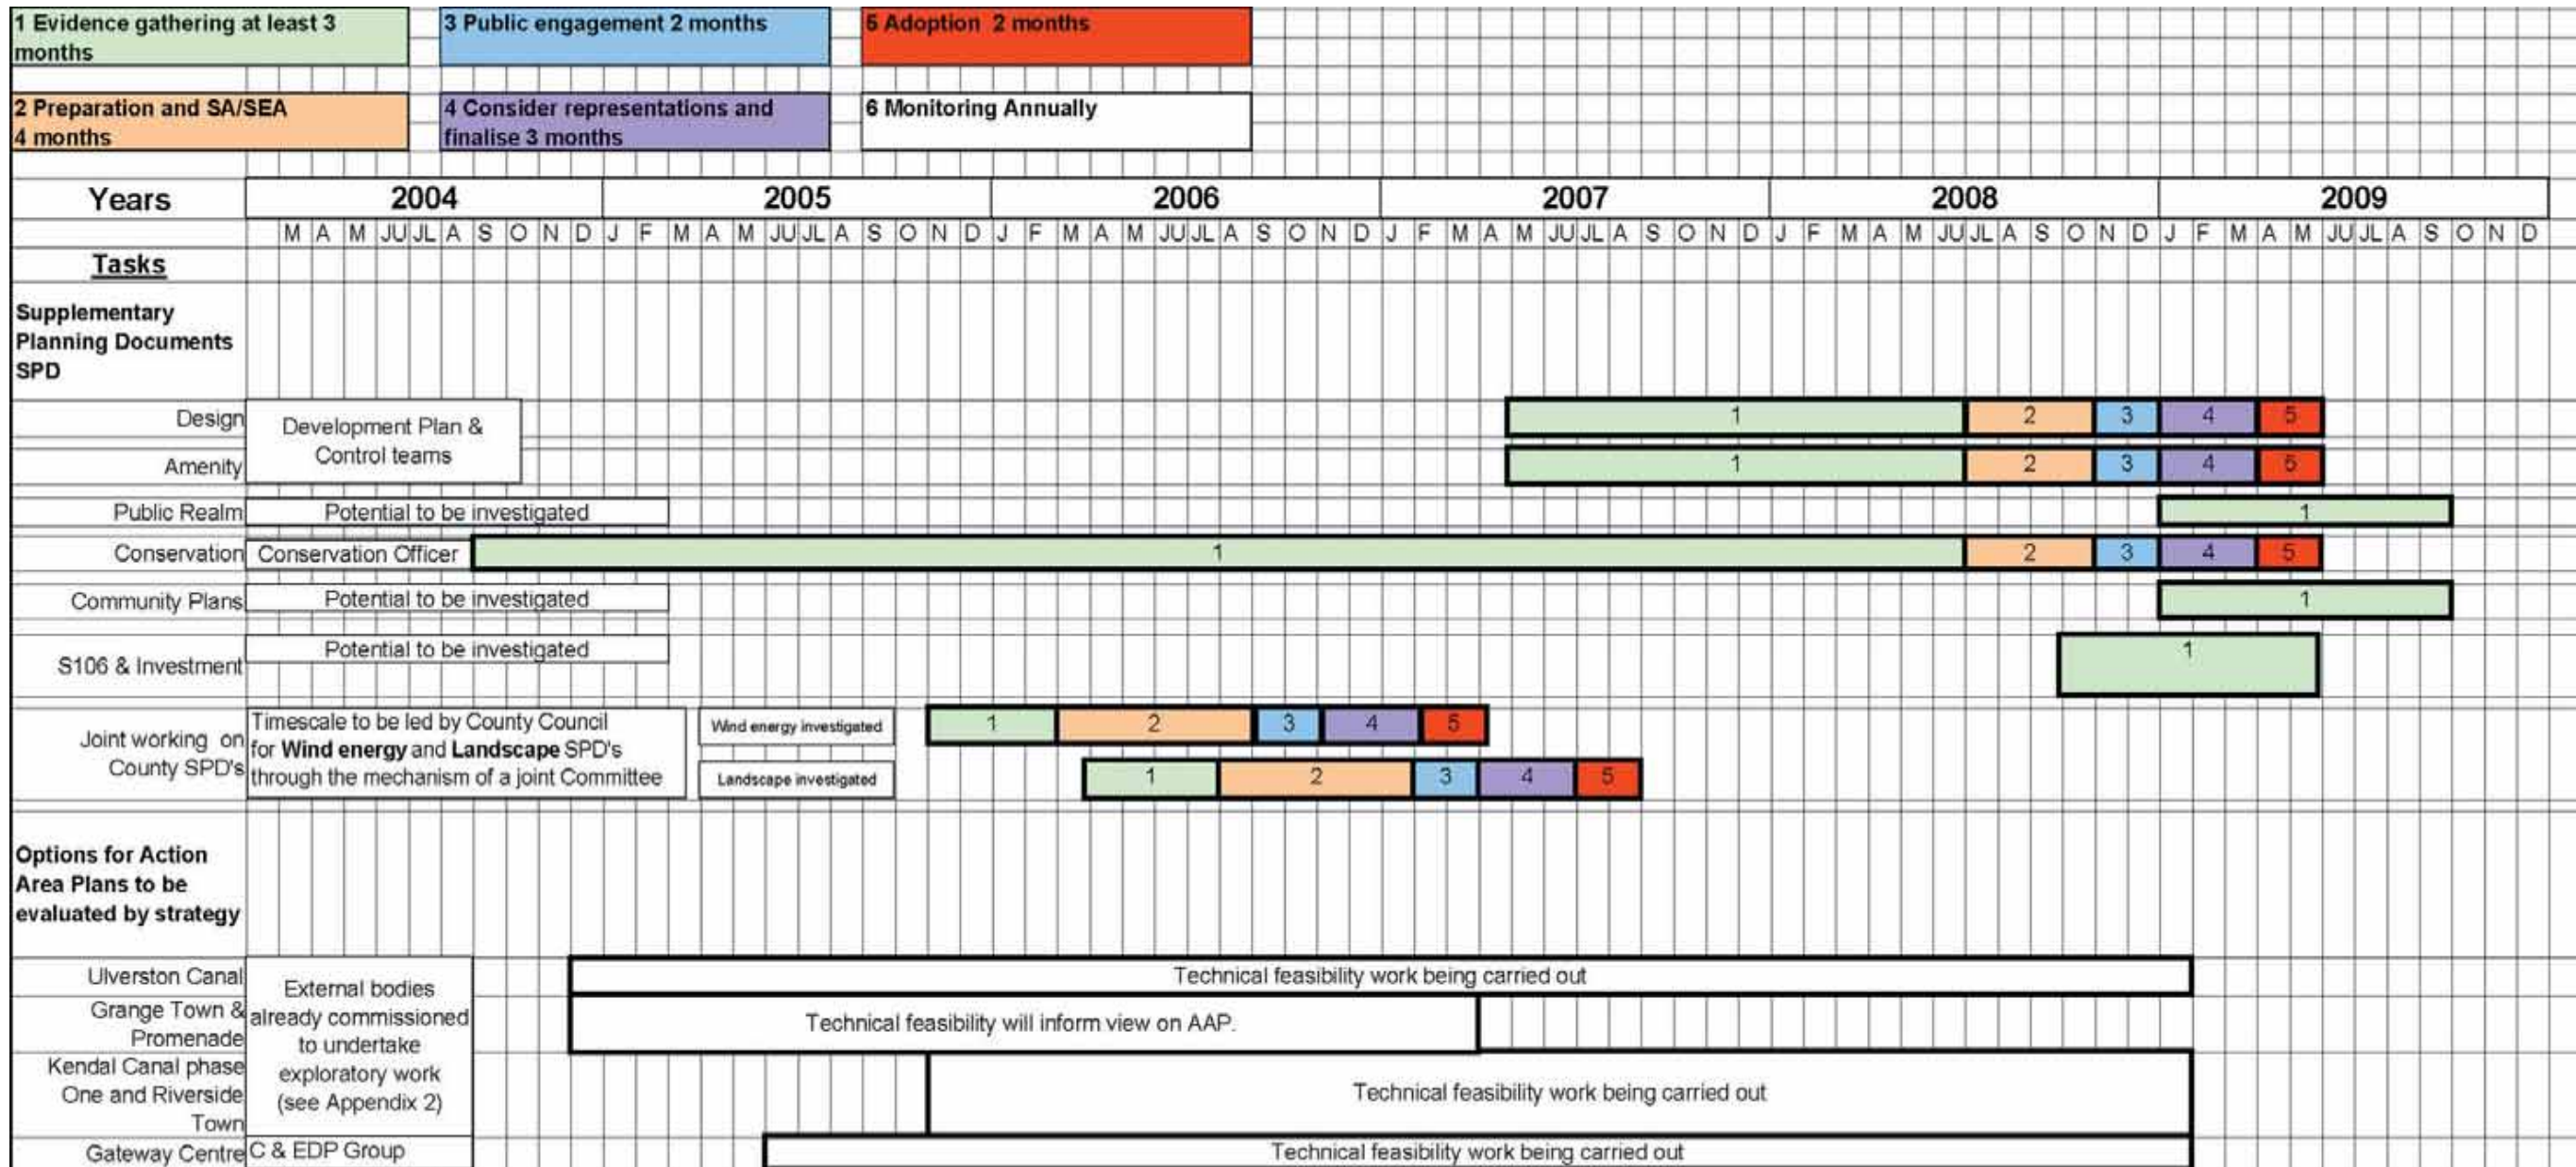 1 Evidence gathering at least 3
months
3 Public engagement 2 months
5 Adoption 2 months
2 Preparation and SA/SEA
4 months
4 Consider representations and
finalise 3 months
6 Monitoring Annually
Years 2004 2005 2006 2007 2008 2009
M A M JU JL A S O N D J F M A M JU JL A S O N D J F M A M JU JL A S O N D J F M A M JU JL A S O N D J F M A M JU JL A S O N D J F M A M JU JL A S O N D
Tasks
Supplementary
Planning Documents
SPD
Design
Development Plan &
Control teams
1 2 3 4 5
Amenity
1 2 3 4 5
Public Realm
Potential to be investigated
1
Conservation
Conservation Officer
1 2 3 4 5
Community Plans
Potential to be investigated
1
S106 & Investment
Potential to be investigated
1
Joint working on
County SPD's
Timescale to be led by County Council
for Wind energy and Landscape SPD's
through the mechanism of a joint Committee
Wind energy investigated
1 2 3 4 5
Landscape investigated
1 2 3 4 5
Options for Action
Area Plans to be
evaluated by strategy
Ulverston Canal
External bodies
already commissioned
to undertake
exploratory work
(see Appendix 2)
Technical feasibility work being carried out
Grange Town &
Promenade
Technical feasibility will inform view on AAP.
Kendal Canal phase
One and Riverside
Town
Technical feasibility work being carried out
Gateway Centre
C & EDP Group
Technical feasibility work being carried out